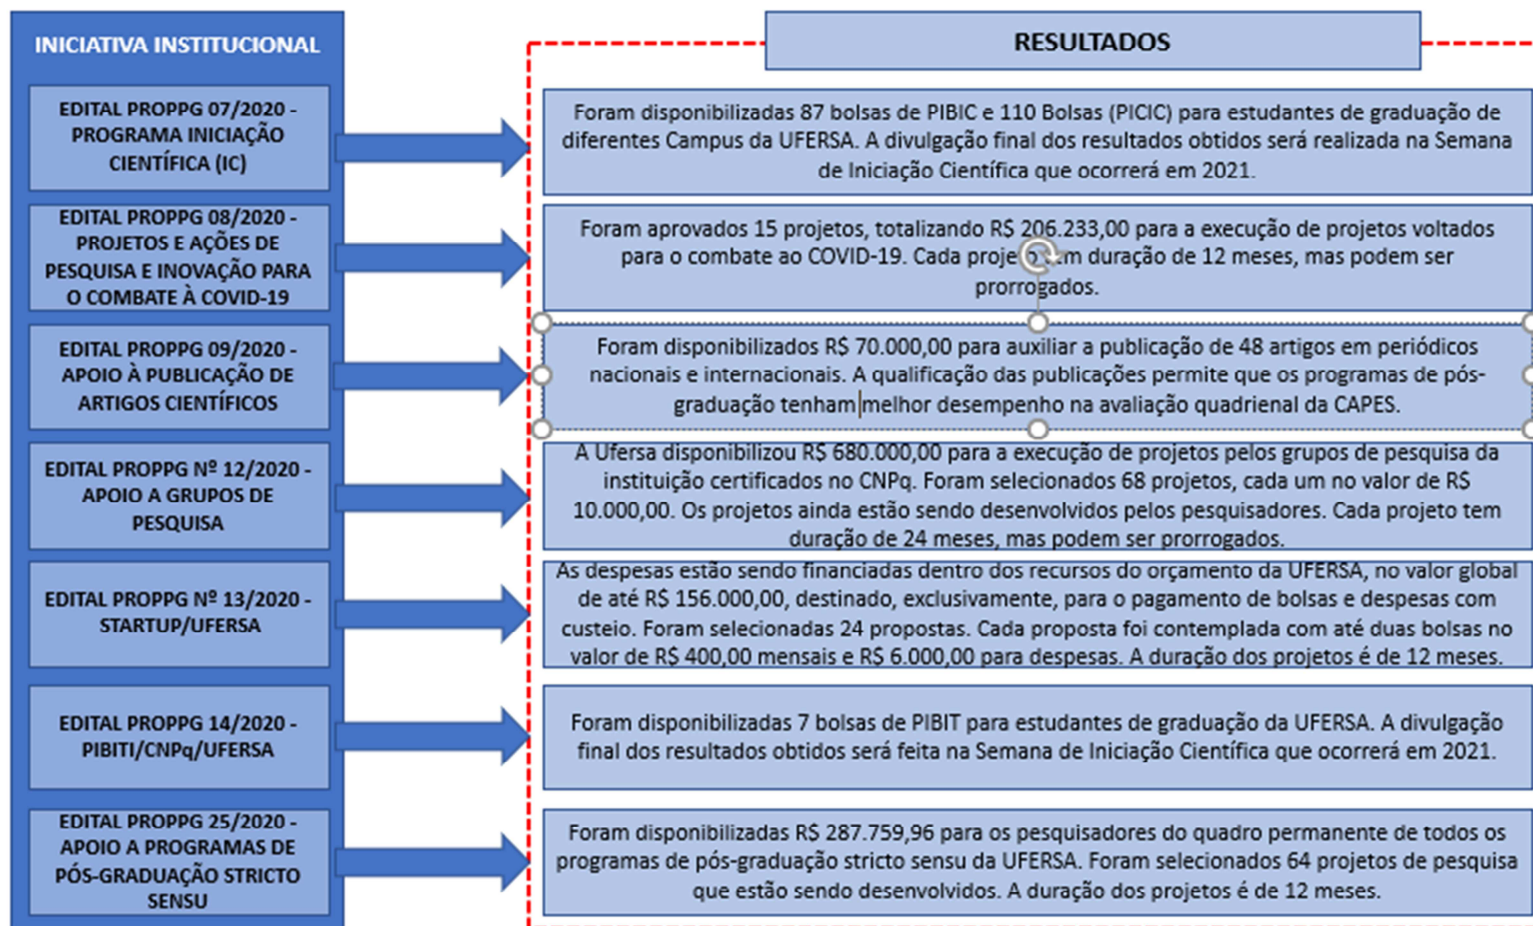 INICIATIVA INSTITUCIONAL
RESULTADOS
EDITAL PROPPG 07/2020 -
PROGRAMA INICIAÇÃO
CIENTÍFICA (IC)
Foram disponibilizadas 87 bolsas de PIBIC e 110 Bolsas (PICIC) para estudantes de graduação de
diferentes Campus da UFERSA. A divulgação final dos resultados obtidos será realizada na Semana
de Iniciação Científica que ocorrerá em 2021.
EDITAL PROPPG 08/2020 -
PROJETOS E AÇÕES DE
PESQUISA E INOVAÇÃO PARA
O COMBATE À COVID-19
Foram aprovados 15 projetos, totalizando R$ 206.233,00 para a execução de projetos voltados
para o combate ao COVID-19. Cada projeto tem duração de 12 meses, mas podem ser
prorrogados.
EDITAL PROPPG 09/2020 -
APOIO À PUBLICAÇÃO DE
ARTIGOS CIENTÍFICOS
Foram disponibilizados R$ 70.000,00 para auxiliar a publicação de 48 artigos em periódicos
nacionais e internacionais. A qualificação das publicações permite que os programas de pós-
graduação tenham melhor desempenho na avaliação quadrienal da CAPES.
EDITAL PROPPG Nº 12/2020 -
APOIO A GRUPOS DE
PESQUISA
A Ufersa disponibilizou R$ 680.000,00 para a execução de projetos pelos grupos de pesquisa da
instituição certificados no CNPq. Foram selecionados 68 projetos, cada um no valor de R$
10.000,00. Os projetos ainda estão sendo desenvolvidos pelos pesquisadores. Cada projeto tem
duração de 24 meses, mas podem ser prorrogados.
EDITAL PROPPG Nº 13/2020 -
STARTUP/UFERSA
As despesas estão sendo financiadas dentro dos recursos do orçamento da UFERSA, no valor global
de até R$ 156.000,00, destinado, exclusivamente, para o pagamento de bolsas e despesas com
custeio. Foram selecionadas 24 propostas. Cada proposta foi contemplada com até duas bolsas no
valor de R$ 400,00 mensais e R$ 6.000,00 para despesas. A duração dos projetos é de 12 meses.
EDITAL PROPPG 14/2020 -
PIBITI/CNPq/UFERSA
Foram disponibilizadas 7 bolsas de PIBIT para estudantes de graduação da UFERSA. A divulgação
final dos resultados obtidos será feita na Semana de Iniciação Científica que ocorrerá em 2021.
EDITAL PROPPG 25/2020 -
APOIO A PROGRAMAS DE
PÓS-GRADUAÇÃO STRICTO
SENSU
Foram disponibilizadas R$ 287.759,96 para os pesquisadores do quadro permanente de todos os
programas de pós-graduação stricto sensu da UFERSA. Foram selecionados 64 projetos de pesquisa
que estão sendo desenvolvidos. A duração dos projetos é de 12 meses.